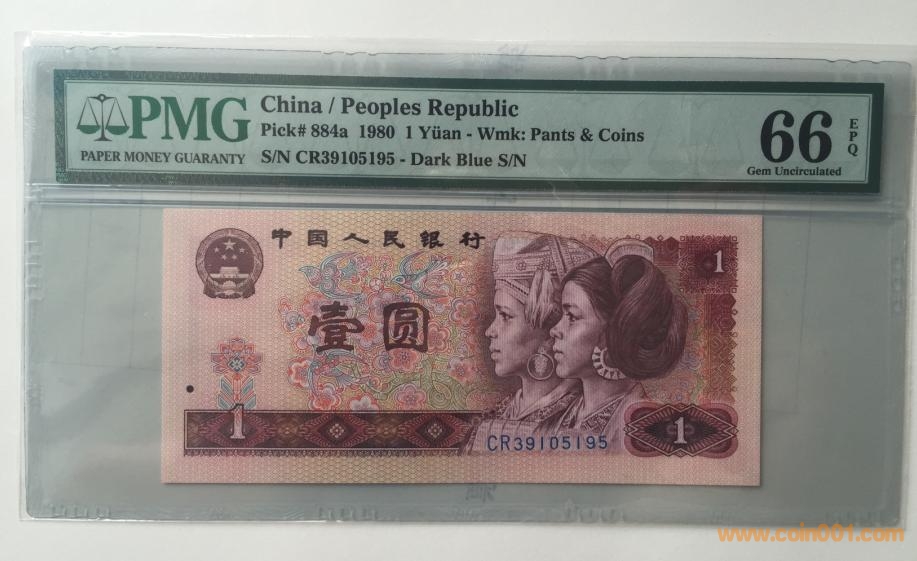 PMG
PAPER MONEY GUARANTY
China / Peoples Republic
Pick# 884a 1980 1 Yüan - Wmk: Pants & Coins
S/N CR39105195 - Dark Blue S/N
66
EPQ
Gem Uncirculated
中国人民银行
1
壹圆
1
CR39105195
1
www.coin001.com